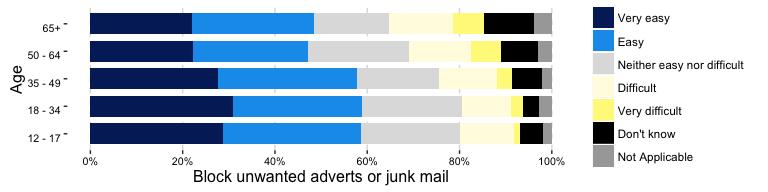 Age
65+
50 - 64
35 - 49
18 - 34
12 - 17
0%
20%
40%
60%
80%
100%
Block unwanted adverts or junk mail
Very easy
Easy
Neither easy nor difficult
Difficult
Very difficult
Don't know
Not Applicable